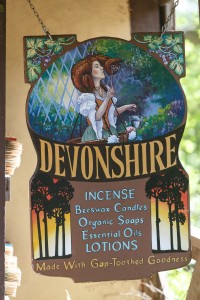 DEVONSHIRE
INCENSE
Beeswax Candles
Organic Soaps
Essential Oils
LOTIONS
Made With Gap-Toothed Goodness